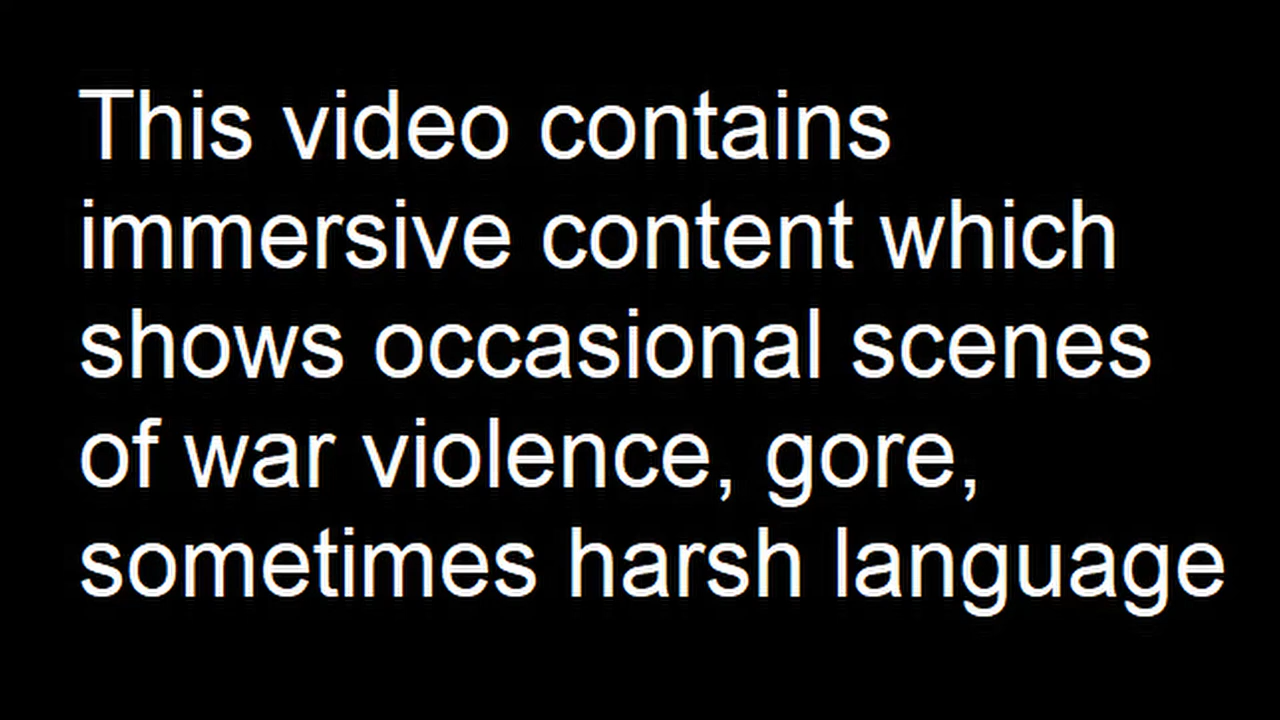 This video contains
immersive content which
shows occasional scenes
of war violence, gore,
sometimes harsh language